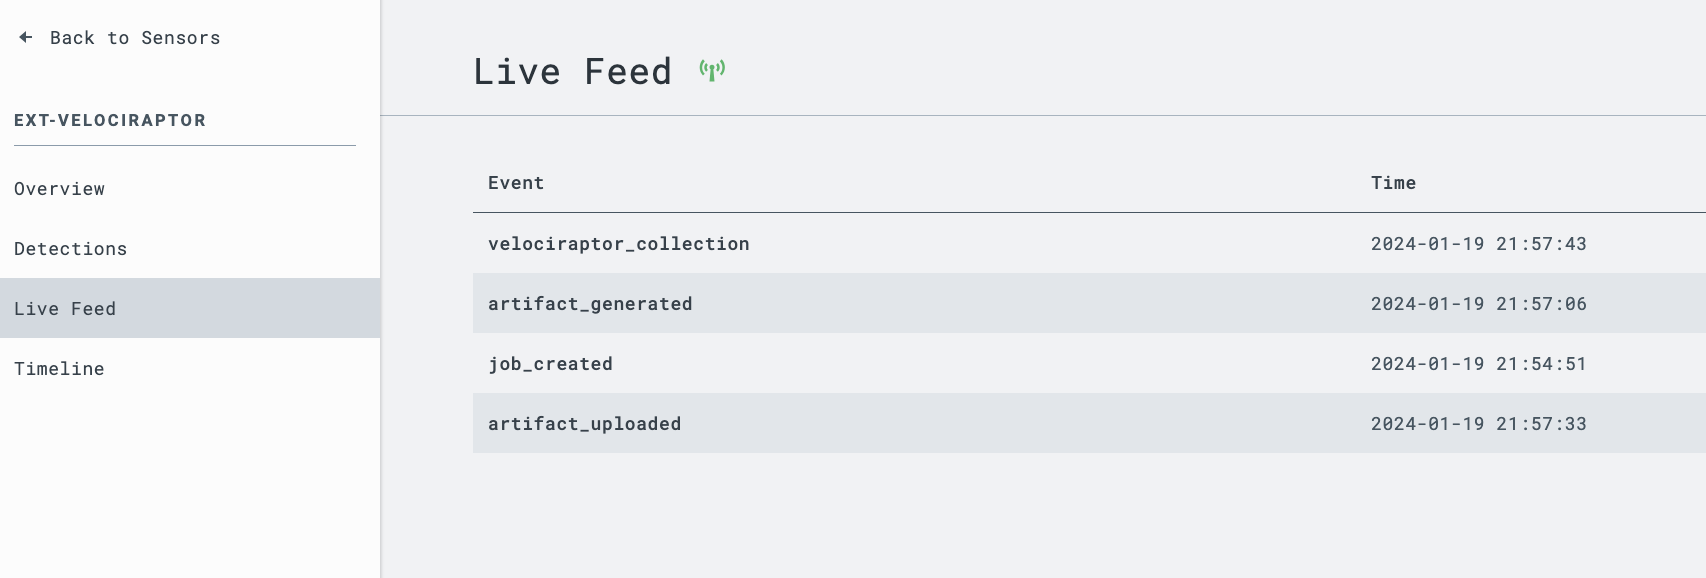 Back to Sensors
EXT-VELOCIRAPTOR
Overview
Detections
Live Feed
Timeline
Live Feed
Event Time
velociraptor_collection 2024-01-19 21:57:43
artifact_generated 2024-01-19 21:57:06
job_created 2024-01-19 21:54:51
artifact_uploaded 2024-01-19 21:57:33